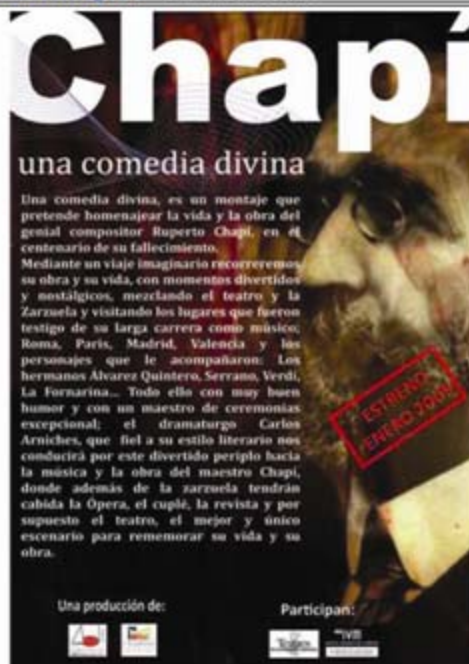 Chapí
una comedia divina
Una comedia divina, es un montaje que
pretende homenajear la vida y la obra del
genial compositor Ruperto Chapí, en el
centenario de su fallecimiento.
Mediante un viaje imaginario recorreremos
su obra y su vida, con momentos divertidos
y nostálgicos, mezclando el teatro y la
Zarzuela y visitando los lugares que fueron
testigo de su larga carrera como músico;
Roma, Paris, Madrid, Valencia y los
personajes que le acompañaron: Los
hermanos Álvarez Quintero, Serrano, Verdi,
La Fornarina... Todo ello con muy buen
humor y con un maestro de ceremonias
excepcional; el dramaturgo Carlos
Arniches, que fiel a su estilo literario nos
conducirá por este divertido periplo hacia
la música y la obra del maestro Chapí,
donde además de la zarzuela tendrán
cabida la Ópera, el cuplé, la revista y por
supuesto el teatro, el mejor y único
escenario para rememorar su vida y su
obra.
ESTRENO
ENERO 2009
Una producción de:
Participan: